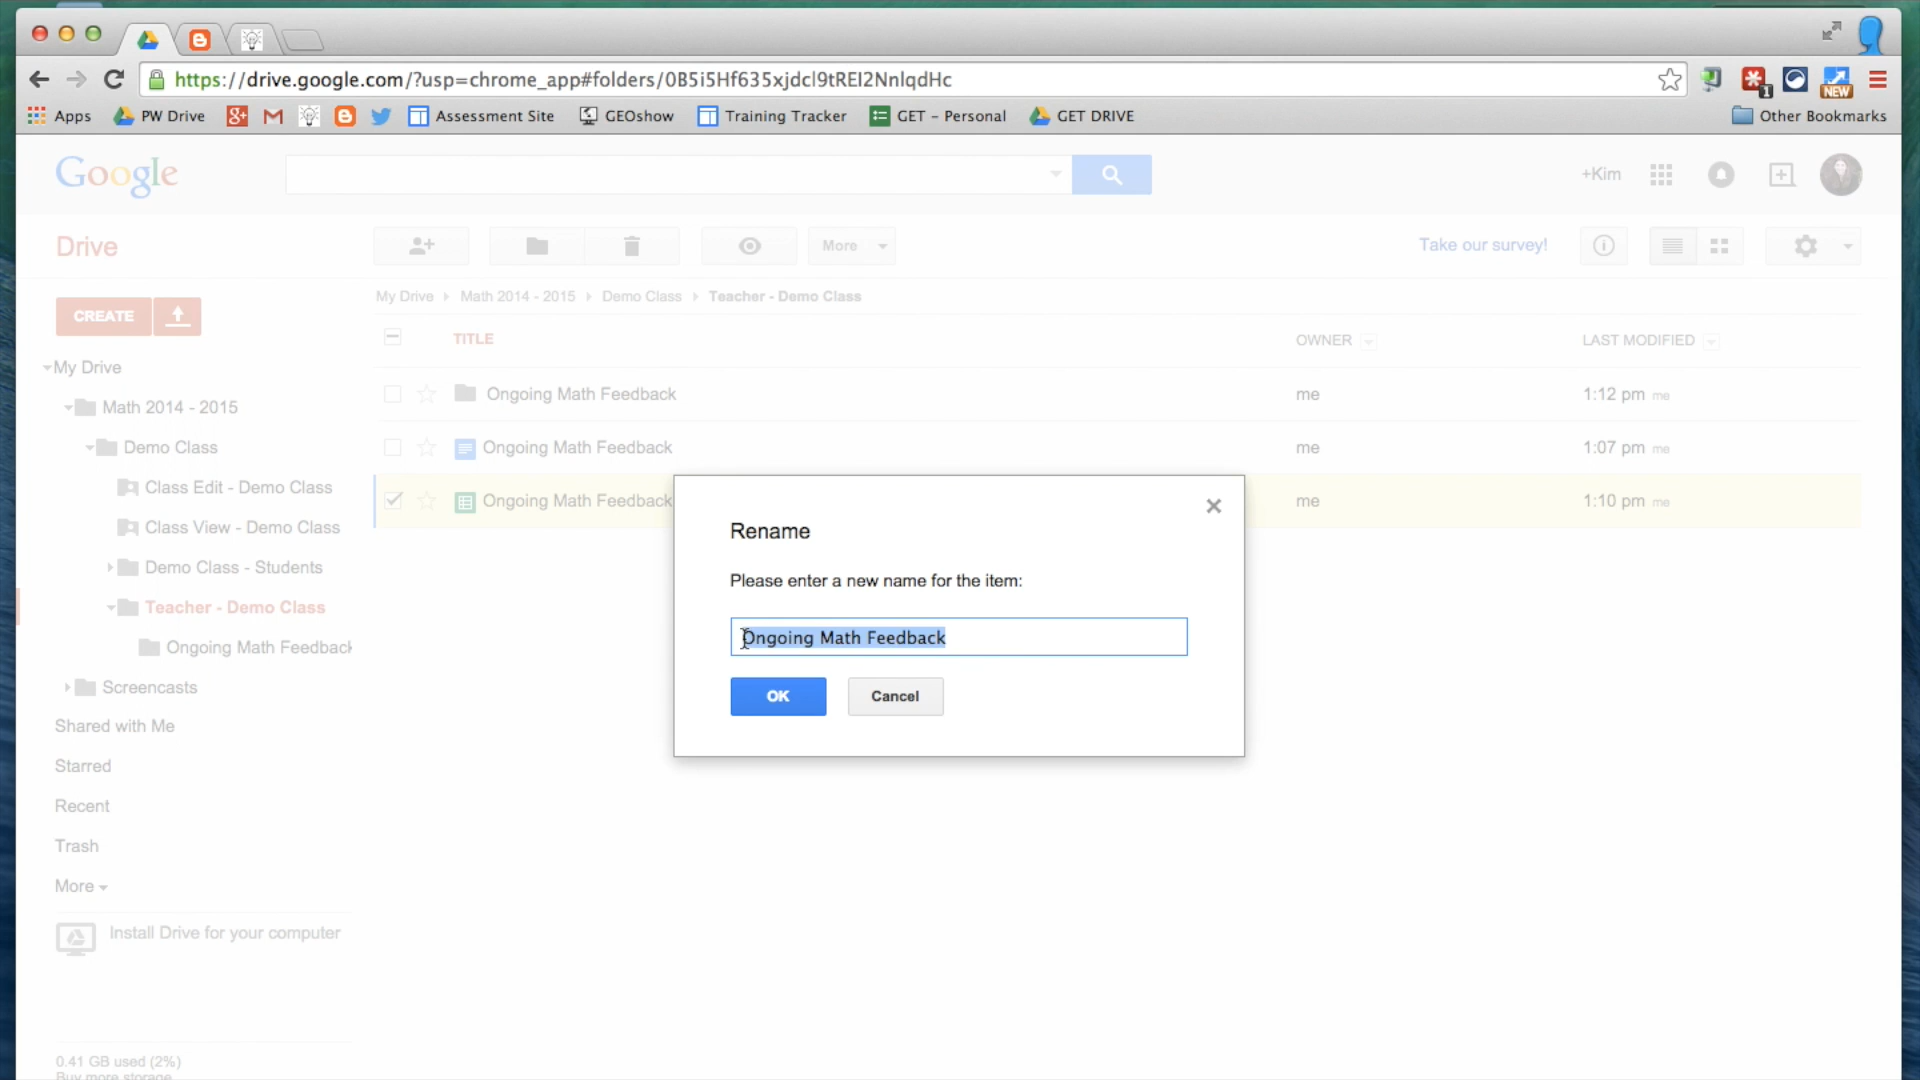 https://drive.google.com/?usp=chrome_app#folders/0B5i5Hf635xjdcl9tREI2NnlqdHc
1
NEW
Apps PW Drive Assessment Site GEOshow Training Tracker GET - Personal GET DRIVE Other Bookmarks
Google
+Kim
Drive
More
Take our survey!
CREATE
My Drive
Math 2014 - 2015
Demo Class
Class Edit - Demo Class
Class View - Demo Class
Demo Class - Students
Teacher - Demo Class
Ongoing Math Feedback
Screencasts
Shared with Me
Starred
Recent
Trash
More
Install Drive for your computer
0.41 GB used (2%)
Buy more storage
My Drive Math 2014 - 2015 Demo Class Teacher - Demo Class
TITLE OWNER LAST MODIFIED
Ongoing Math Feedback me 1:12 pm me
Ongoing Math Feedback me 1:07 pm me
Ongoing Math Feedback me 1:10 pm me
Rename
Please enter a new name for the item:
Ongoing Math Feedback
OK Cancel